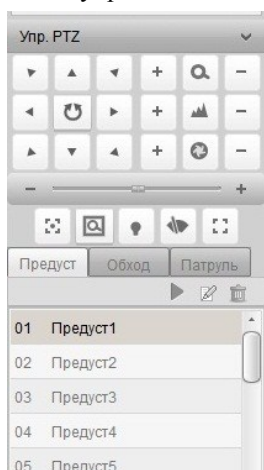 Упр. PTZ
Предуст Обход Патруль
01 Предуст1
02 Предуст2
03 Предуст3
04 Предуст4
05 Предуст5